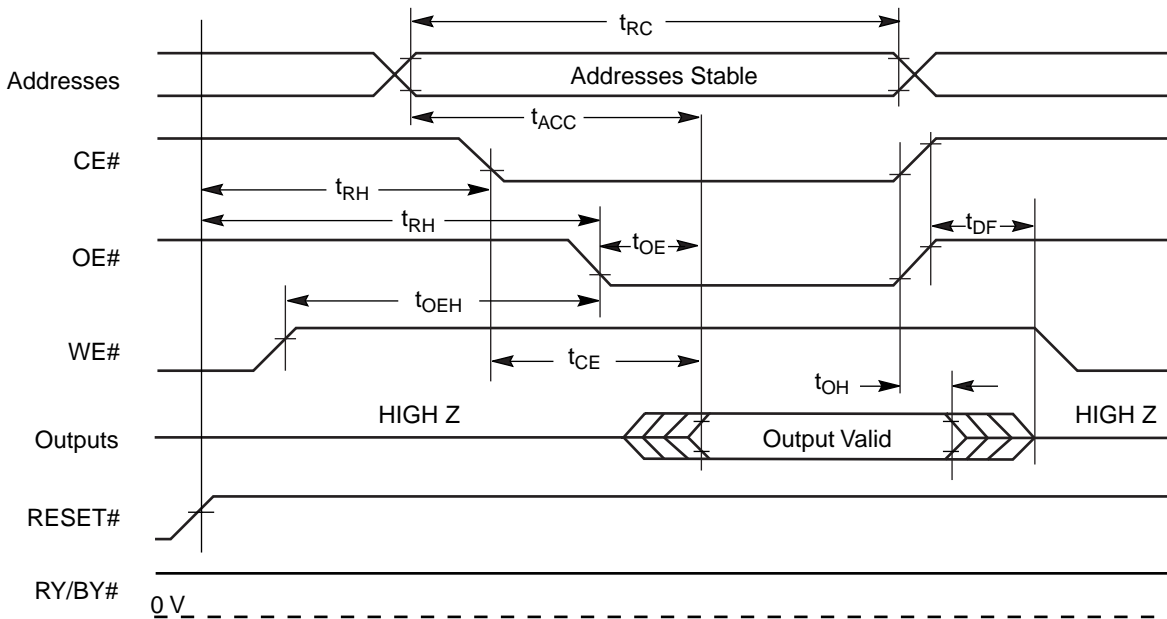 tRC
Addresses
Addresses Stable
tACC
CE#
tRH
tRH
tDF
OE#
tOE
tOEH
WE#
tCE
tOH
HIGH Z
HIGH Z
Outputs
Output Valid
RESET#
RY/BY#
0 V